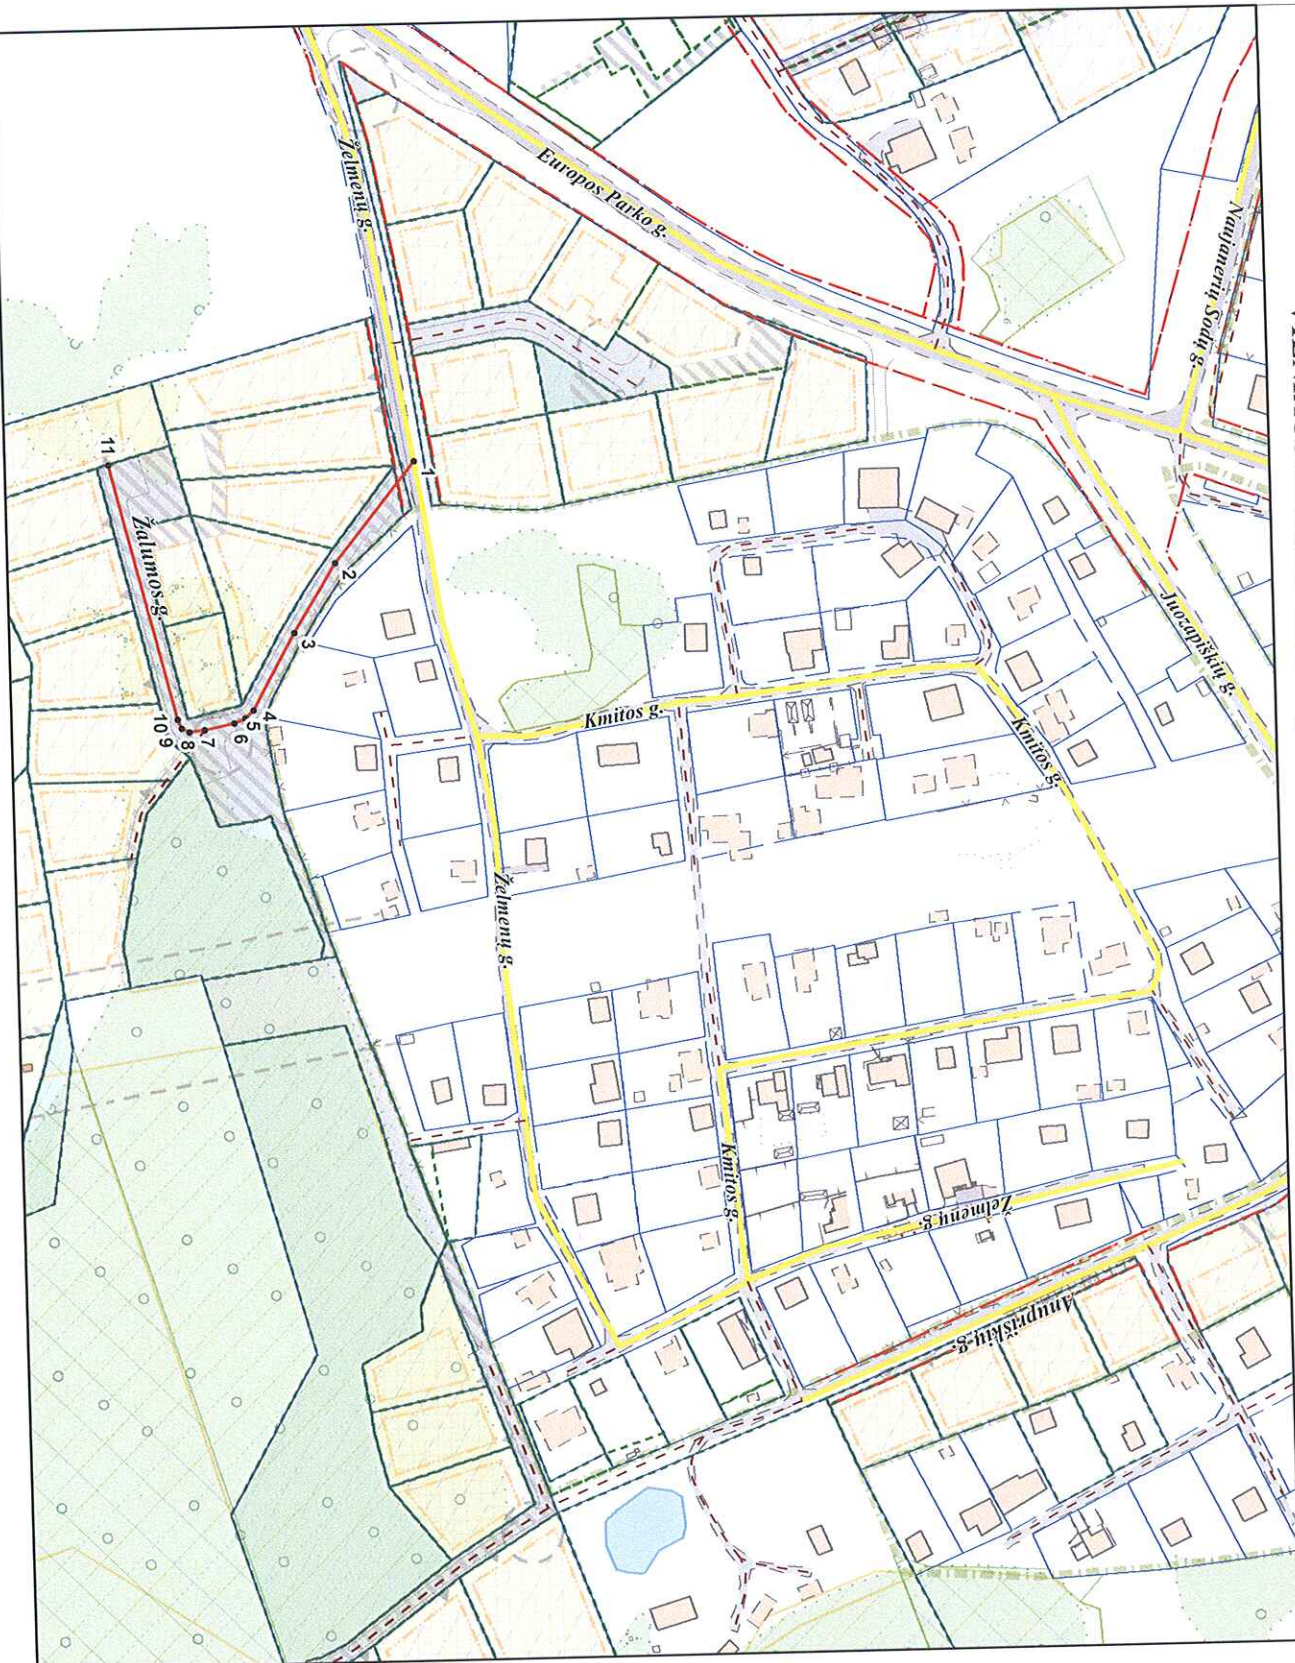 Naujanerių Sodų g.
Juozapiškių g.
Europos Parko g.
Želmenų g.
Kmitos g.
Kmitos g.
Želmenų g.
Kmitos g.
Želmenų g.
Anupriškių g.
Žalumos g.
1
2
3
4
5
6
7
8
9
10
11